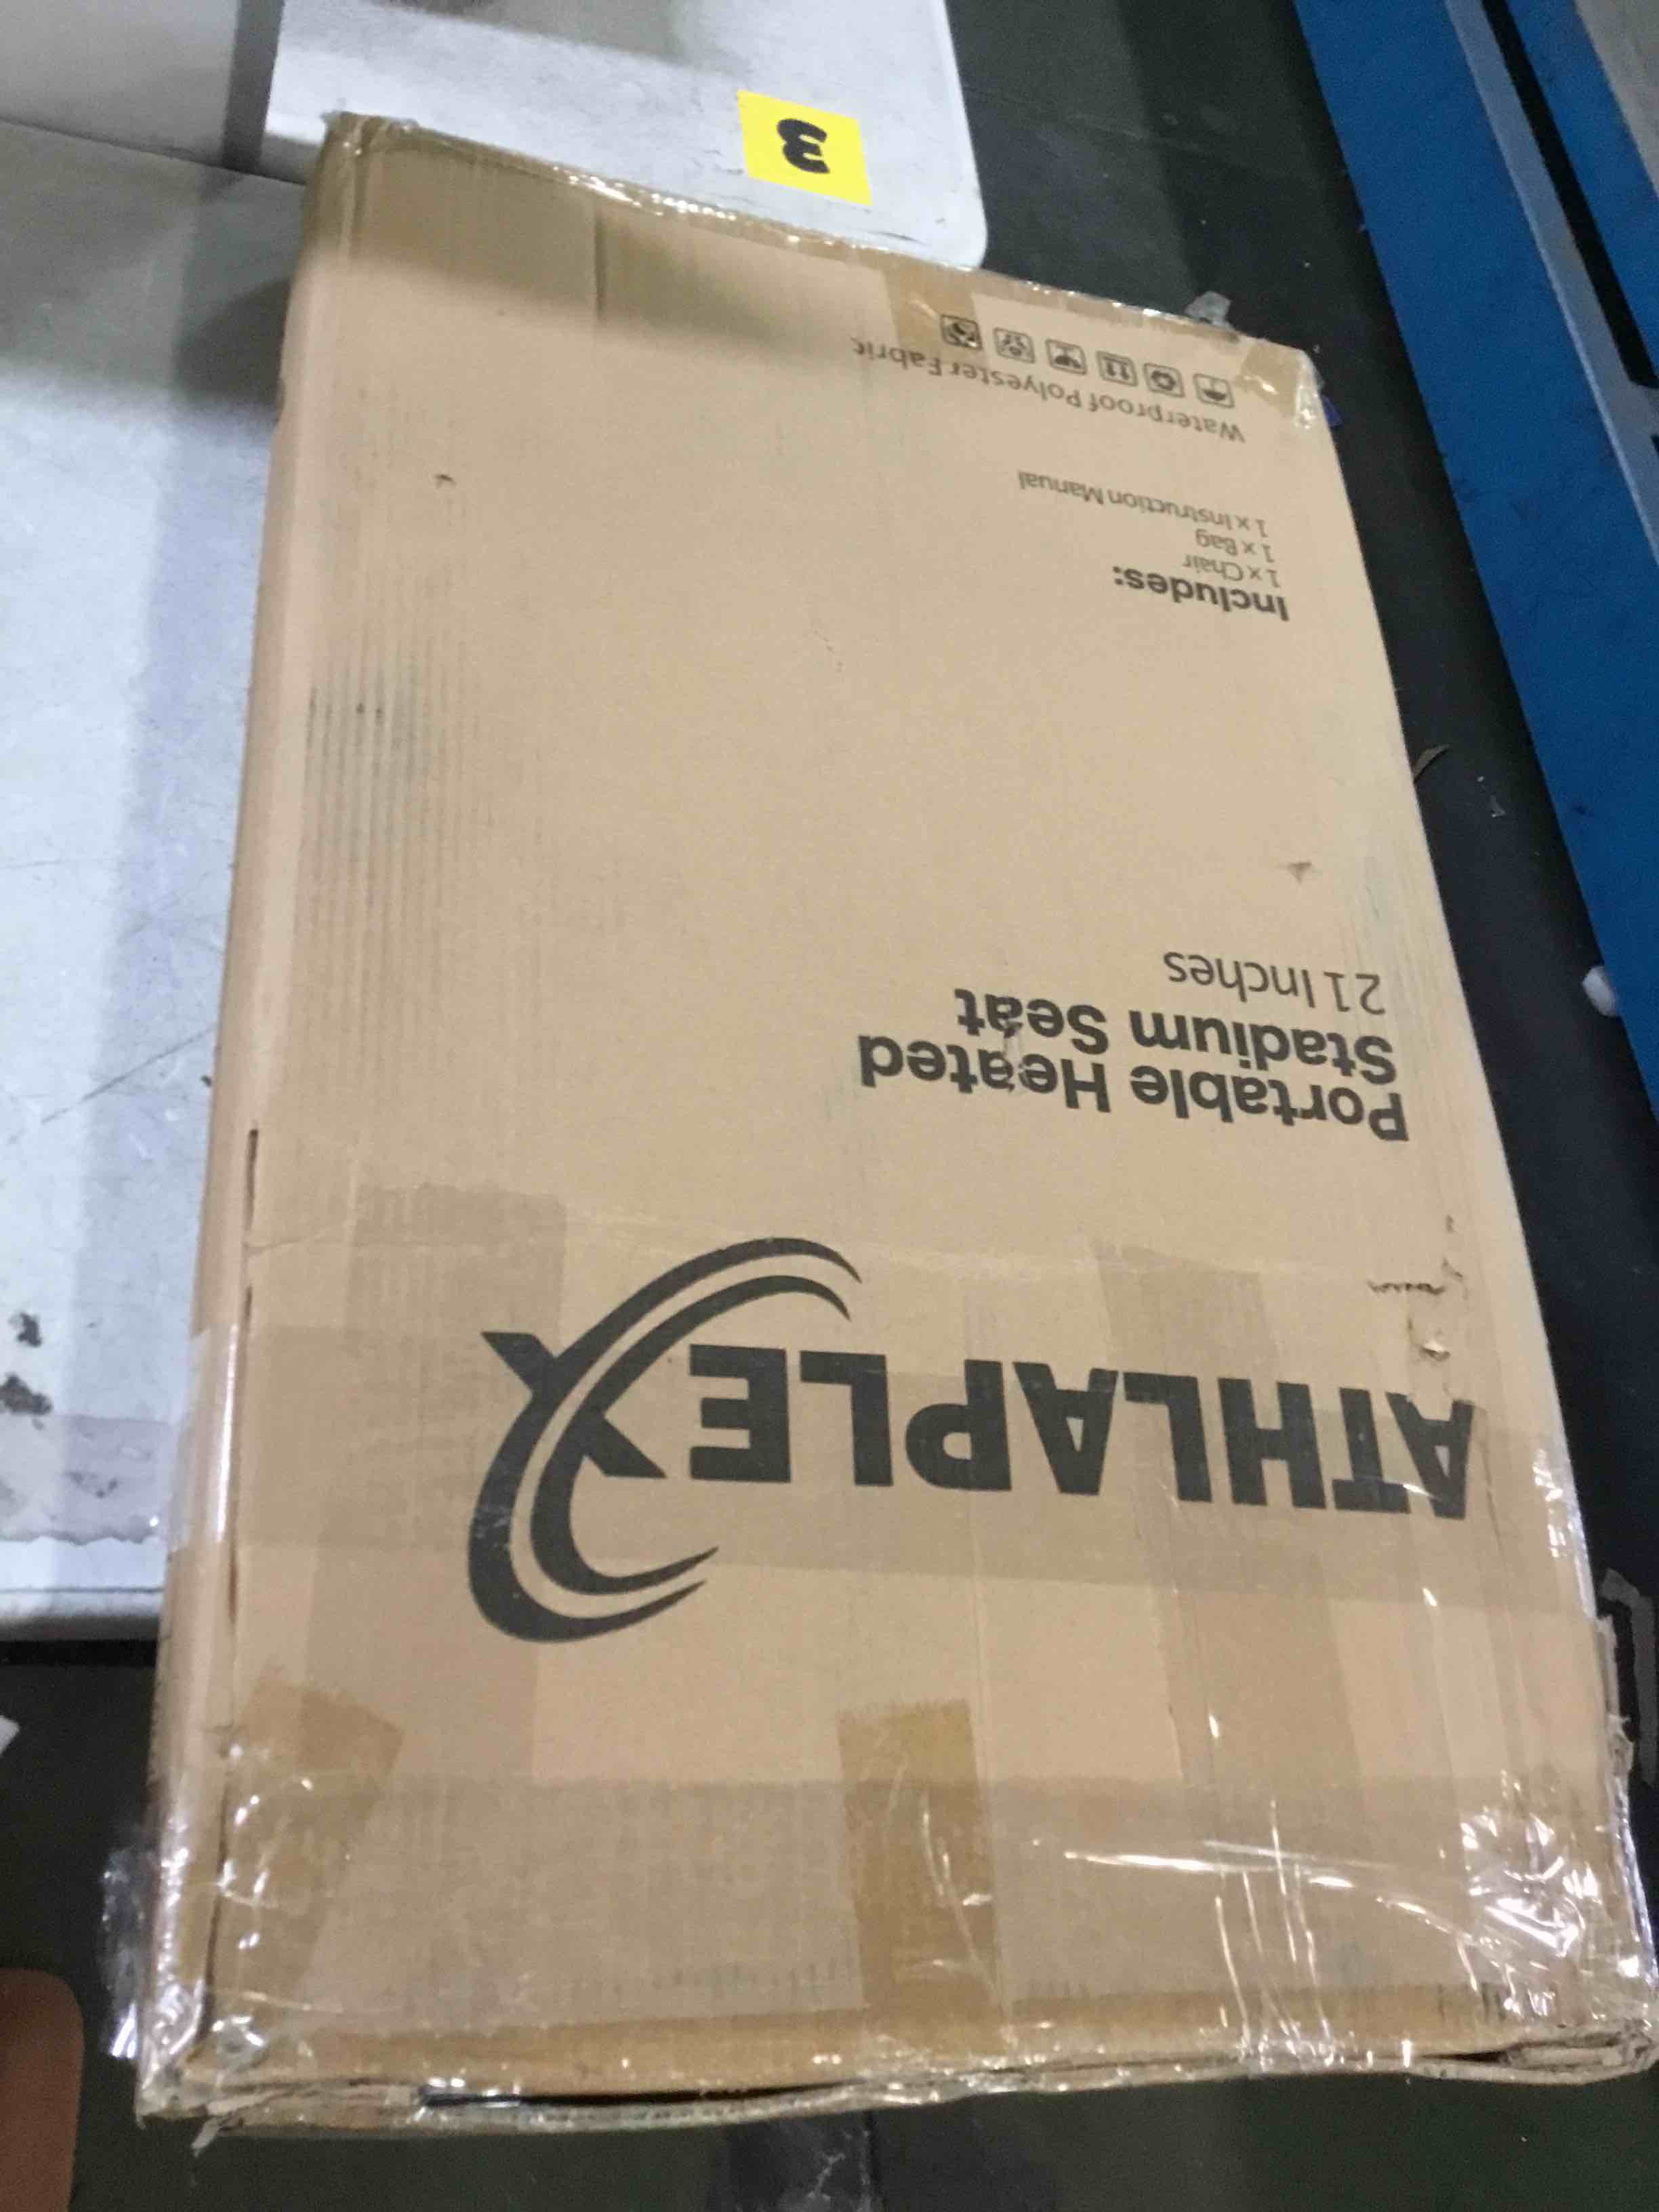 ATHLAPLEX
Portable Heated
Stadium Seat
21 Inches
Includes:
1 x Chair
1 x Bag
1 x Instruction Manual
Waterproof Polyester Fabric
3